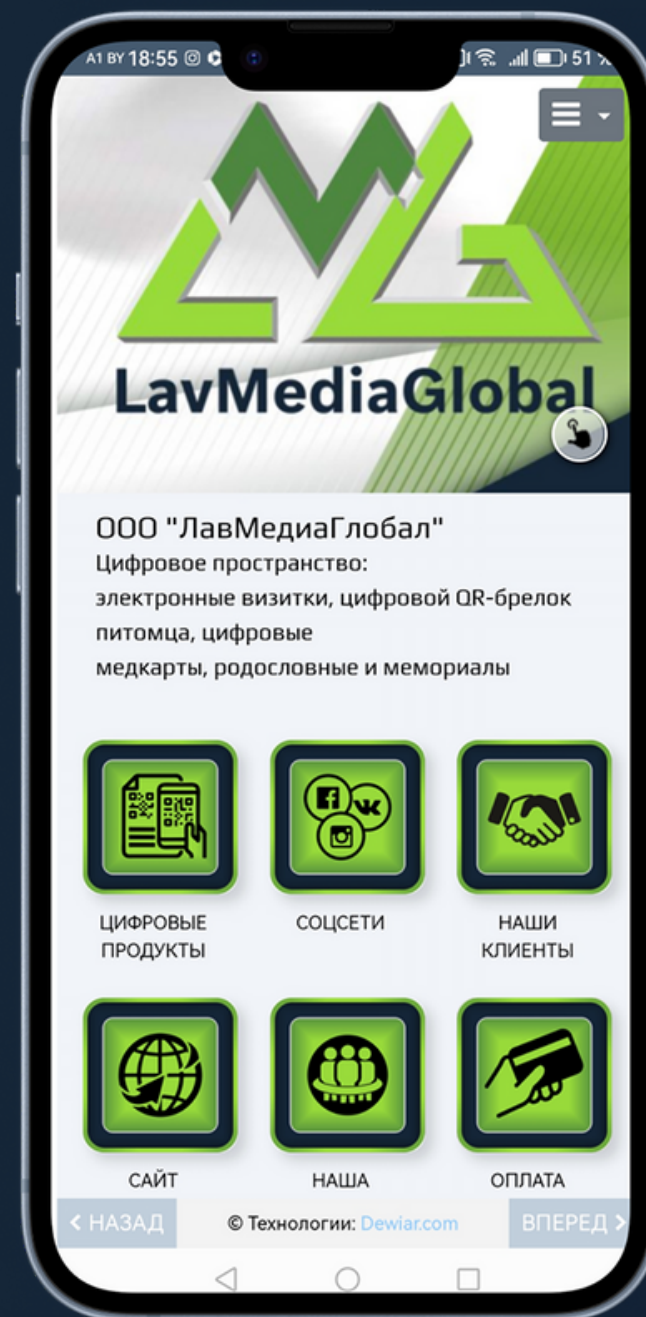 A1 BY 18:55 51 %
LavMediaGlobal
ООО "ЛавМедиаГлобал"
Цифровое пространство:
электронные визитки, цифровой QR-брелок
питомца, цифровые
медкарты, родословные и мемориалы
ЦИФРОВЫЕ
ПРОДУКТЫ
СОЦСЕТИ
НАШИ
КЛИЕНТЫ
САЙТ
НАША
ОПЛАТА
< НАЗАД
© Технологии: Dewiar.com
ВПЕРЕД >